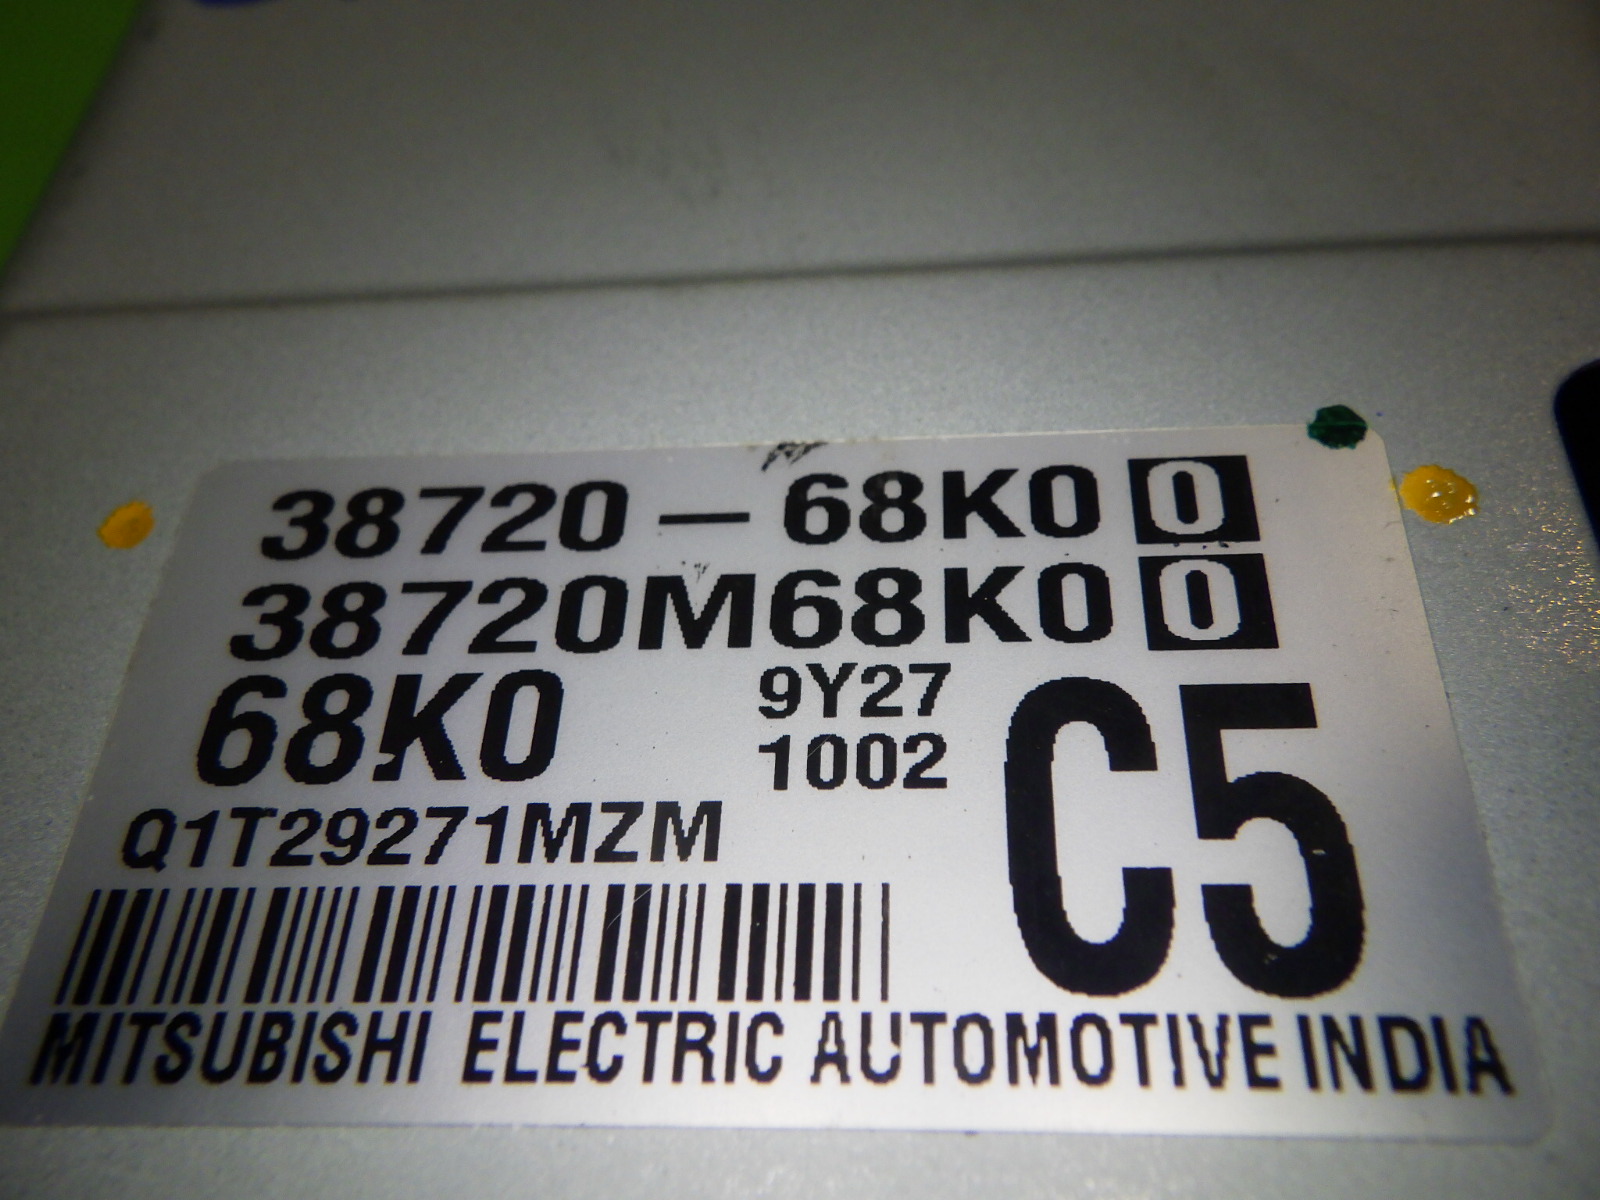 38720-68K00
38720M68K00
68K0
9Y27
1002
C5
Q1T29271MZM
MITSUBISHI ELECTRIC AUTOMOTIVE INDIA